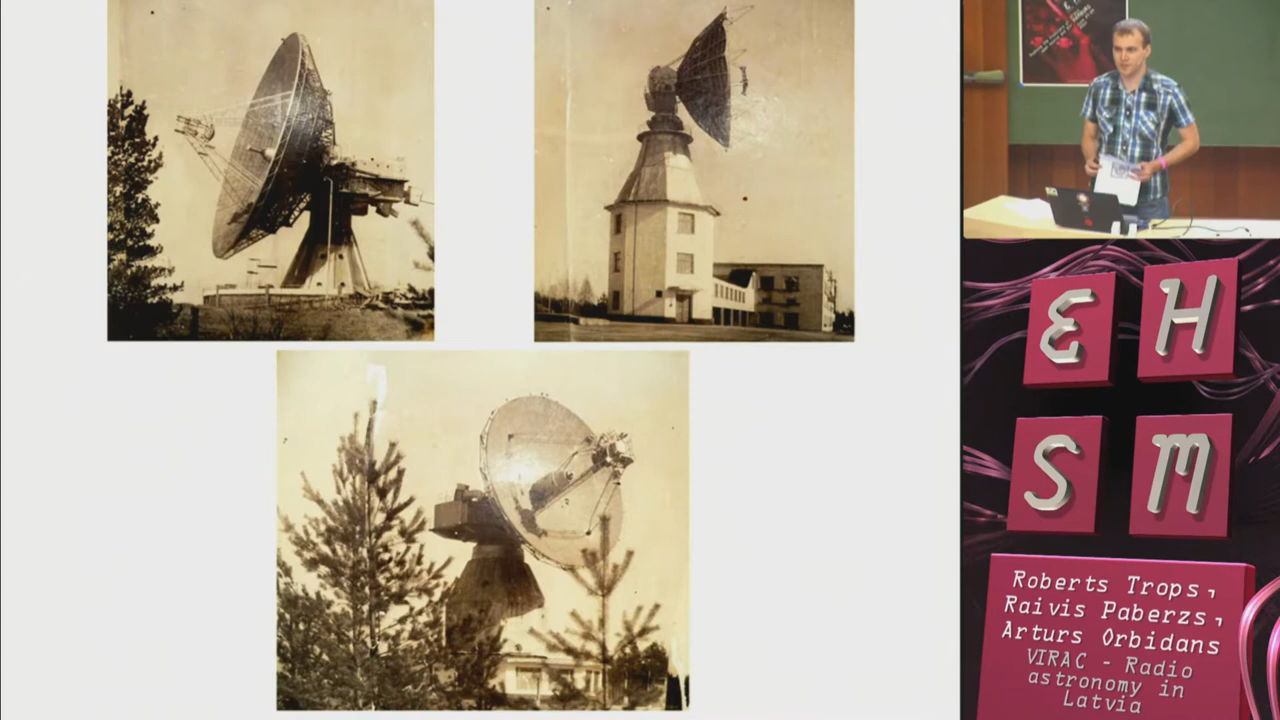 E H
S M
Roberts Trops,
Raivis Paberzs,
Arturs Orbidans
VIRAC - Radio
astronomy in
Latvia